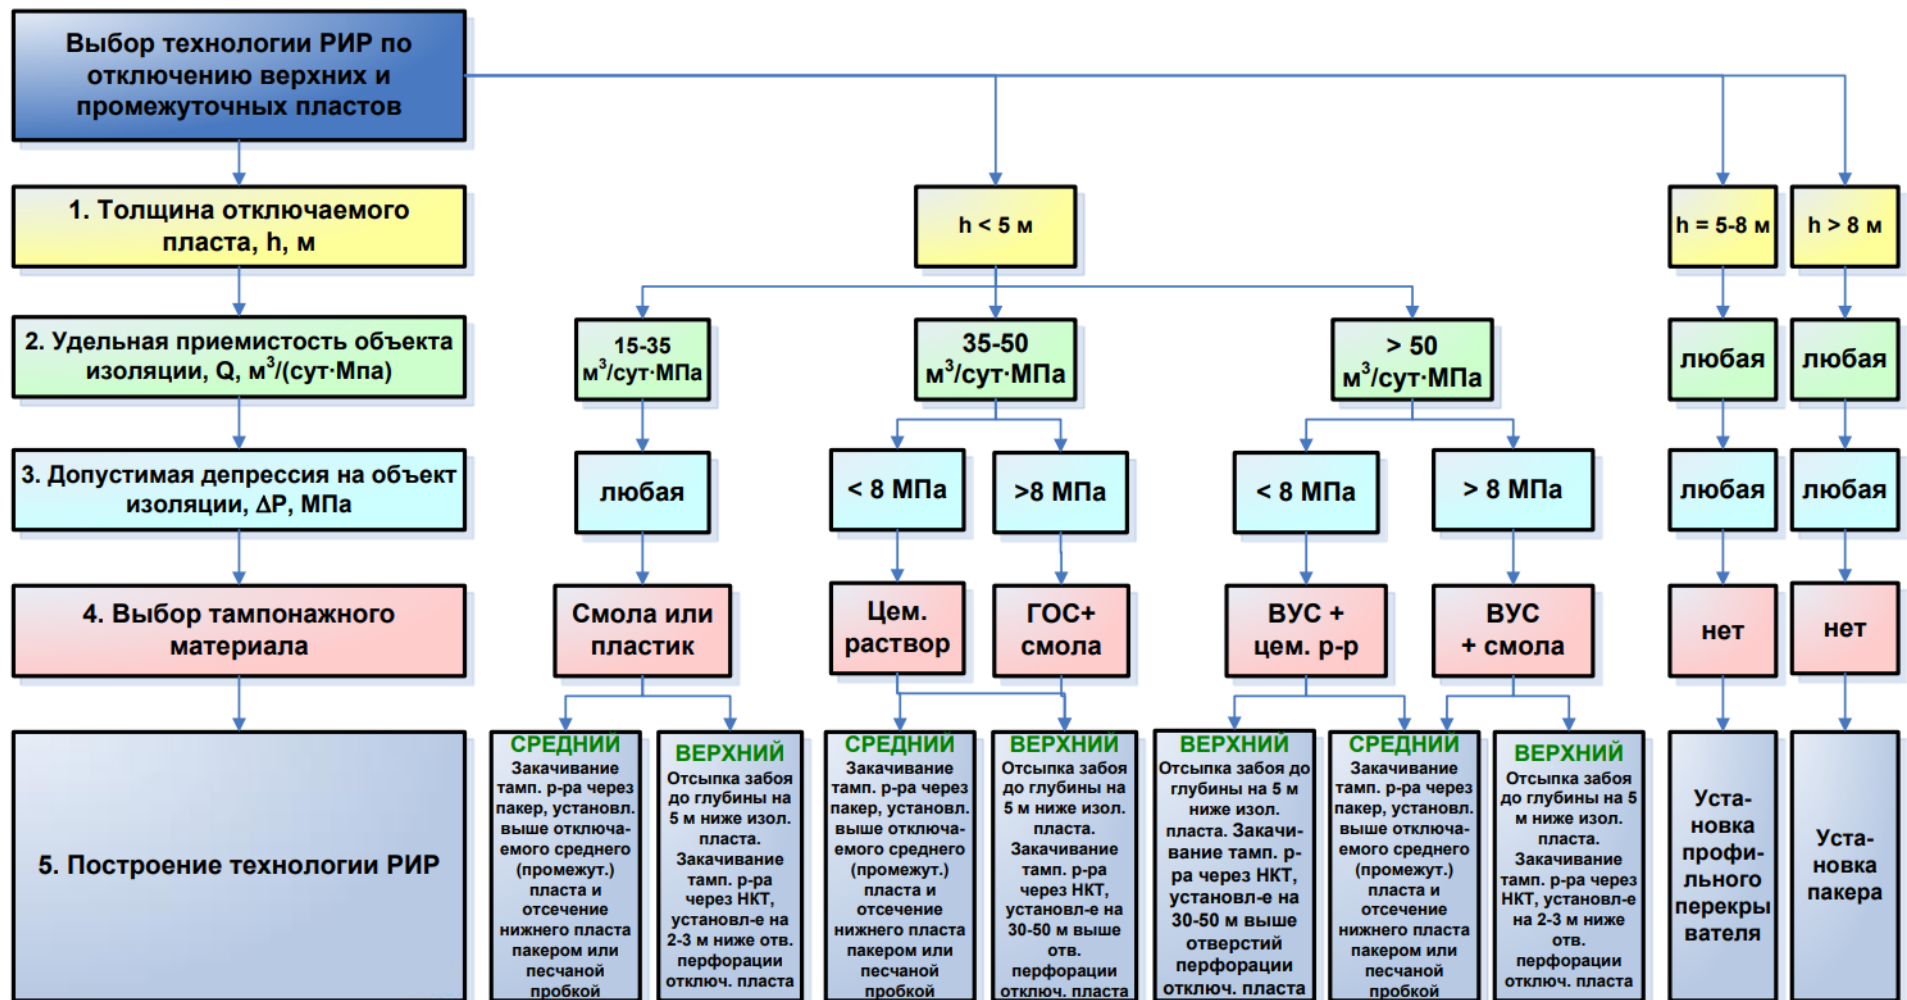 Выбор технологии РИР по
отключению верхних и
промежуточных пластов
1. Толщина отключаемого
пласта, h, м
h < 5 м
h = 5-8 м
h > 8 м
2. Удельная приемистость объекта
изоляции, Q, м³/(сут·Мпа)
15-35
м³/сут·МПа
35-50
м³/сут·МПа
> 50
м³/сут·МПа
любая
любая
3. Допустимая депрессия на объект
изоляции, ΔР, МПа
любая
< 8 МПа
>8 МПа
< 8 МПа
> 8 МПа
любая
любая
4. Выбор тампонажного
материала
Смола или
пластик
Цем.
раствор
ГОС+
смола
ВУС +
цем. р-р
ВУС
+ смола
нет
нет
5. Построение технологии РИР
СРЕДНИЙ
Закачивание
тамп. р-ра через
пакер, установл.
выше отключа-
емого среднего
(промежут.)
пласта и
отсечение
нижнего пласта
пакером или
песчаной
пробкой
ВЕРХНИЙ
Отсыпка забоя
до глубины на
5 м ниже изол.
пласта.
Закачивание
тамп. р-ра
через НКТ,
установл-е на
2-3 м ниже отв.
перфорации
отключ. пласта
СРЕДНИЙ
Закачивание
тамп. р-ра через
пакер, установл.
выше отключа-
емого среднего
(промежут.)
пласта и
отсечение
нижнего пласта
пакером или
песчаной
пробкой
ВЕРХНИЙ
Отсыпка забоя
до глубины на
5 м ниже изол.
пласта.
Закачивание
тамп. р-ра
через НКТ,
установл-е на
30-50 м выше
отв.
перфорации
отключ. пласта
ВЕРХНИЙ
Отсыпка забоя до
глубины на 5 м
ниже изол.
пласта. Закачи-
вание тамп. р-
ра через НКТ,
установл-е на
30-50 м выше
отверстий
перфорации
отключ. пласта
СРЕДНИЙ
Закачивание
тамп. р-ра через
пакер, установл.
выше отключа-
емого среднего
(промежут.)
пласта и
отсечение
нижнего пласта
пакером или
песчаной
пробкой
ВЕРХНИЙ
Отсыпка забоя
до глубины на 5
м ниже изол.
пласта.
Закачивание
тамп. р-ра через
НКТ, установл-е
на 2-3 м ниже
отв.
перфорации
отключ. пласта
Уста-
новка
профи-
льного
перекры
вателя
Уста-
новка
пакера